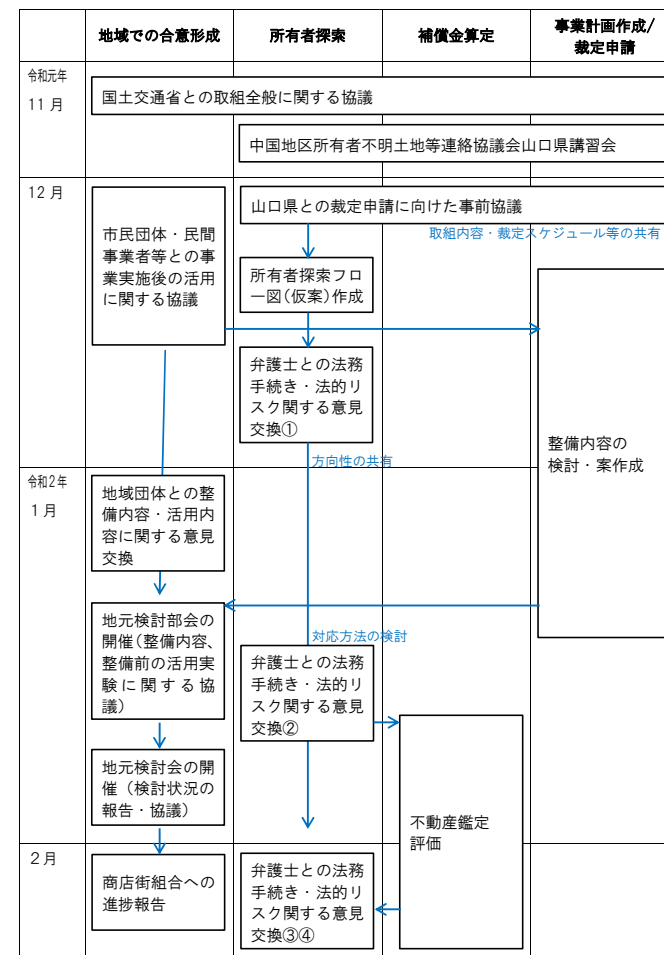 地域での合意形成
所有者探索
補償金算定
事業計画作成/
裁定申請
令和元年
11 月
国土交通省との取組全般に関する協議
中国地区所有者不明土地等連絡協議会山口県講習会
12 月
山口県との裁定申請に向けた事前協議
取組内容・裁定スケジュール等の共有
市民団体・民間
事業者等との事
業実施後の活用
に関する協議
所有者探索フロ
ー図(仮案)作成
弁護士との法務
手続き・法的リ
スク関する意見
交換①
方向性の共有
整備内容の
検討・案作成
令和2年
1 月
地域団体との整
備内容・活用内
容に関する意見
交換
地元検討部会の
開催(整備内容、
整備前の活用実
験に関する協
議)
対応方法の検討
弁護士との法務
手続き・法的リ
スク関する意見
交換②
地元検討会の開
催（検討状況の
報告・協議）
不動産鑑定
評価
2月
商店街組合への
進捗報告
弁護士との法務
手続き・法的リ
スク関する意見
交換③④